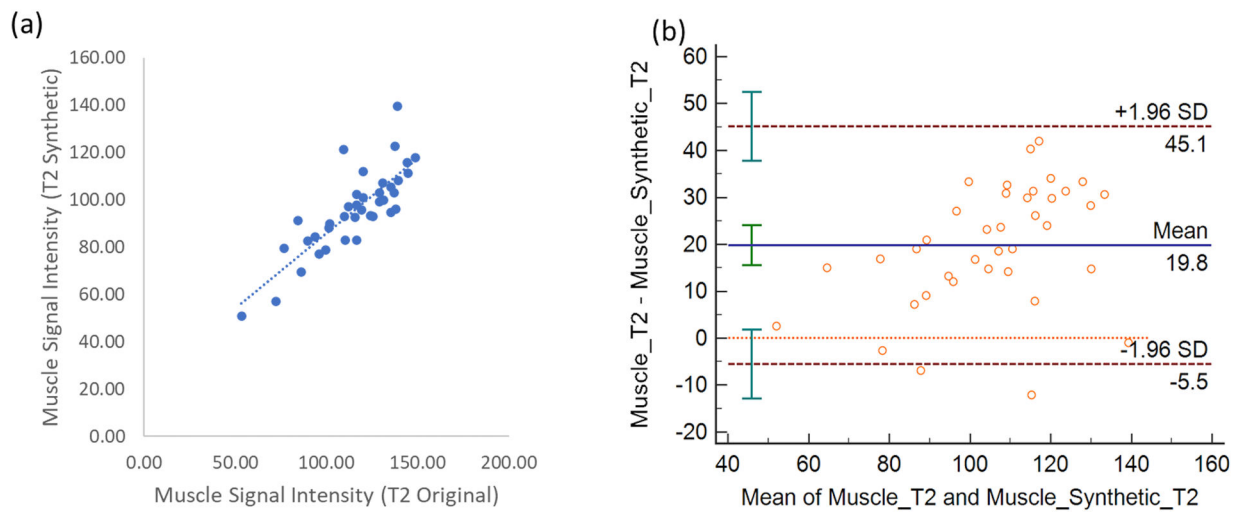 (a)
Muscle Signal Intensity (T2 Synthetic)
160.00
140.00
120.00
100.00
80.00
60.00
40.00
20.00
0.00
0.00 50.00 100.00 150.00 200.00
Muscle Signal Intensity (T2 Original)
(b)
Muscle_T2 - Muscle_Synthetic_T2
60
50
40
30
20
10
0
-10
-20
+1.96 SD
45.1
Mean
19.8
-1.96 SD
-5.5
40 60 80 100 120 140 160
Mean of Muscle_T2 and Muscle_Synthetic_T2